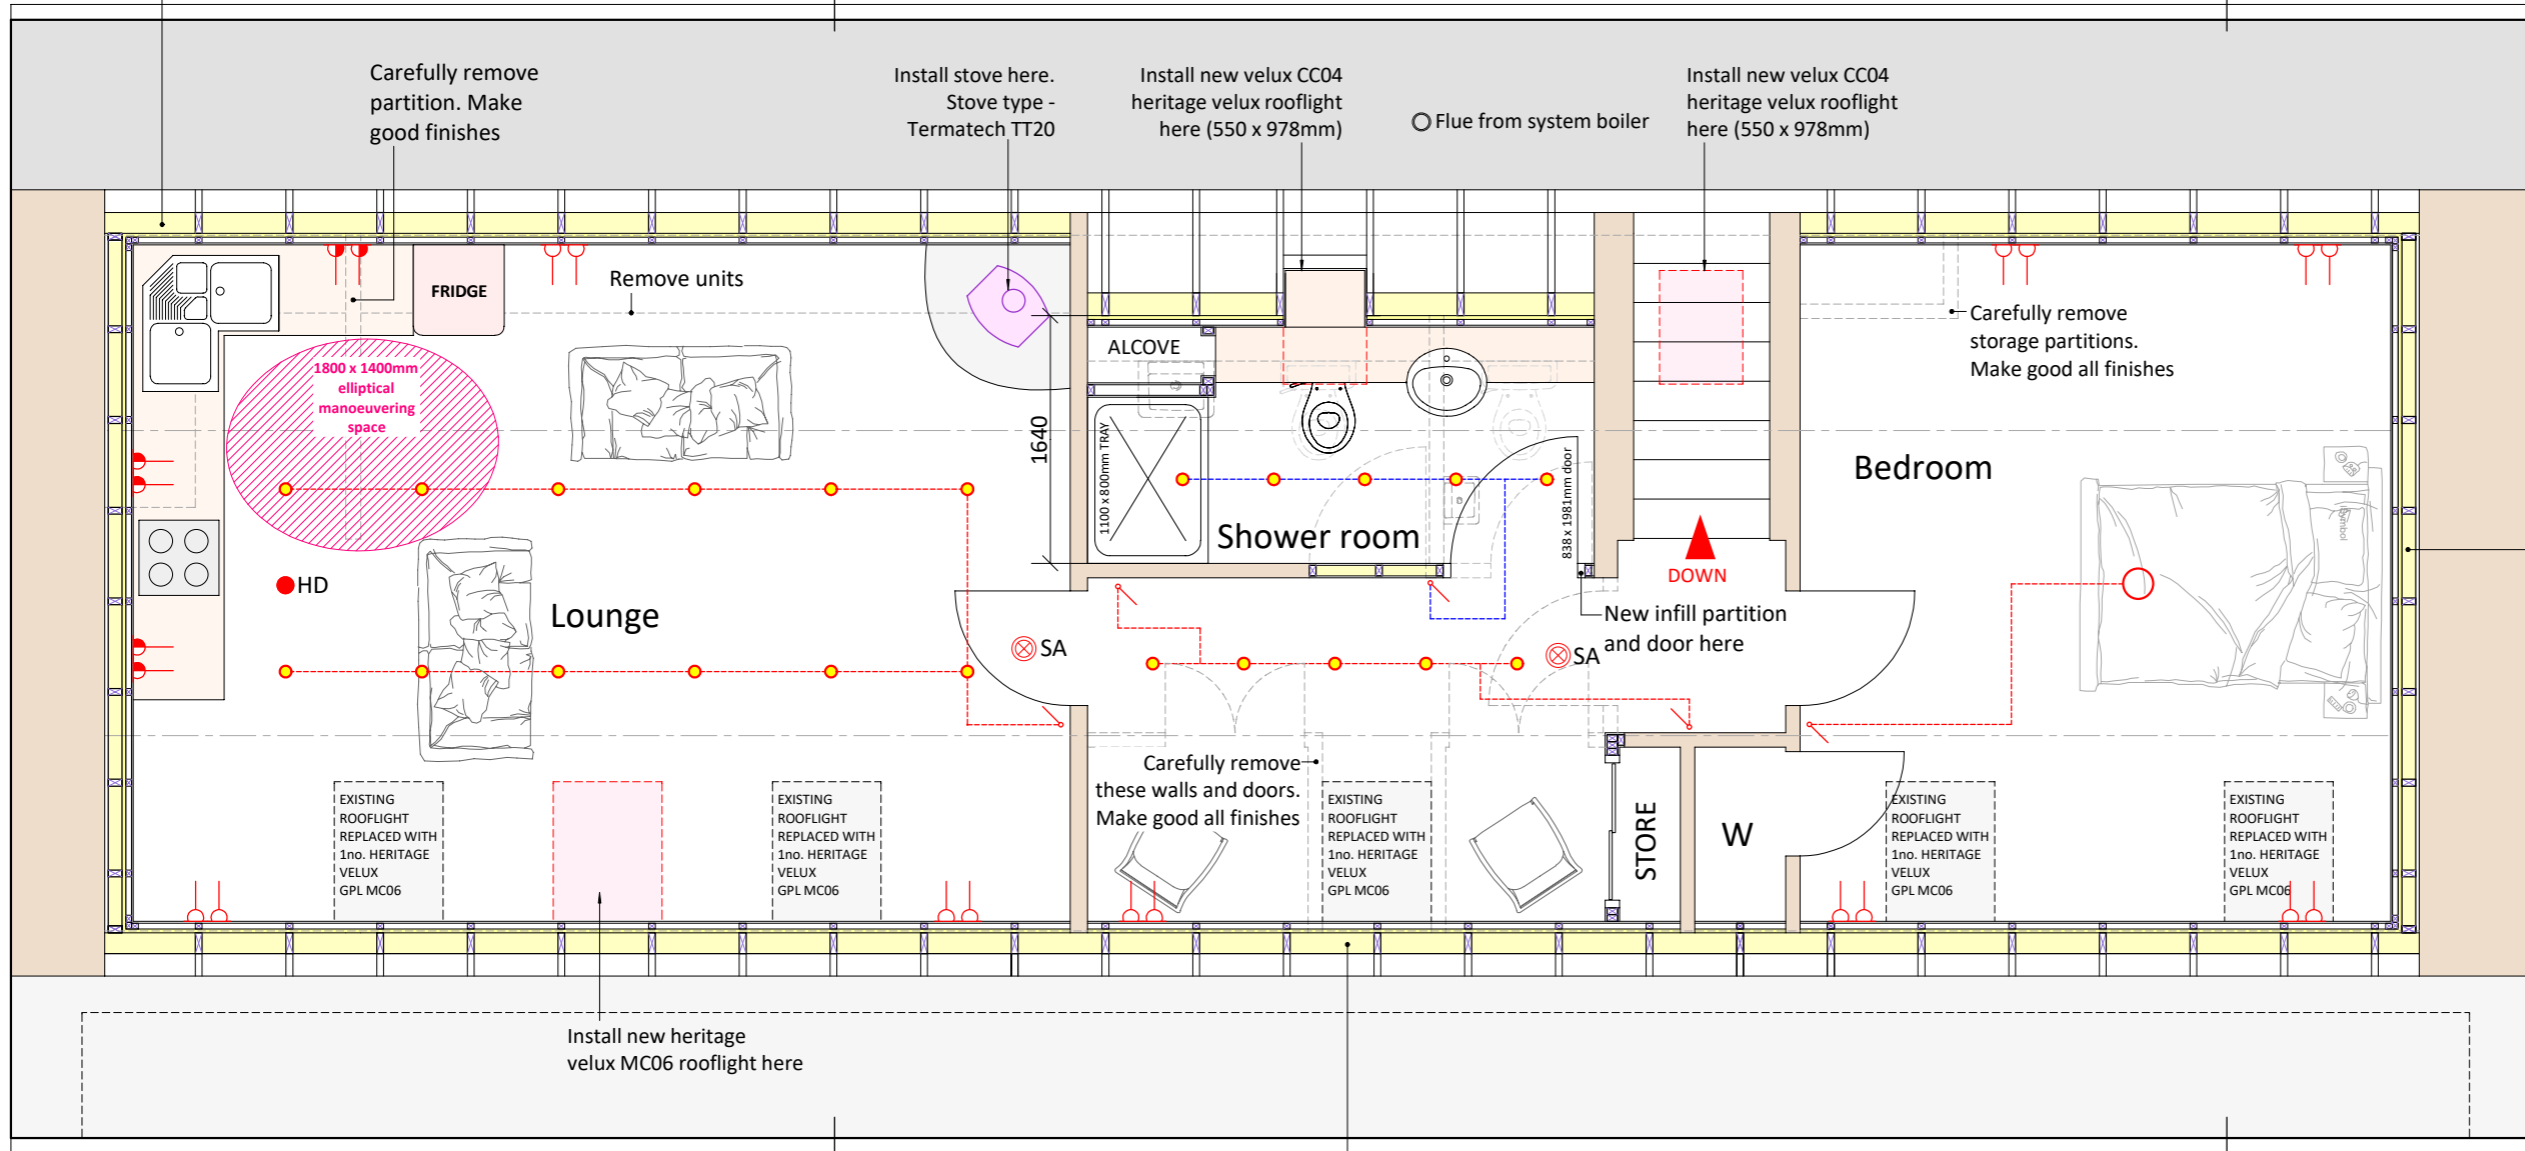 Carefully remove
partition. Make
good finishes
Install stove here.
Stove type -
Termatech TT20
Install new velux CC04
heritage velux rooflight
here (550 x 978mm)
Flue from system boiler
Install new velux CC04
heritage velux rooflight
here (550 x 978mm)
FRIDGE
Remove units
1800 x 1400mm
elliptical
manoeuvering
space
ALCOVE
1640
1100 x 800mm TRAY
Shower room
838 x 1981mm door
Carefully remove
storage partitions.
Make good all finishes
Bedroom
DOWN
HD
Lounge
SA
SA
New infill partition
and door here
Carefully remove
these walls and doors.
Make good all finishes
EXISTING
ROOFLIGHT
REPLACED WITH
1no. HERITAGE
VELUX
GPL MC06
EXISTING
ROOFLIGHT
REPLACED WITH
1no. HERITAGE
VELUX
GPL MC06
EXISTING
ROOFLIGHT
REPLACED WITH
1no. HERITAGE
VELUX
GPL MC06
STORE
W
EXISTING
ROOFLIGHT
REPLACED WITH
1no. HERITAGE
VELUX
GPL MC06
EXISTING
ROOFLIGHT
REPLACED WITH
1no. HERITAGE
VELUX
GPL MC06
Install new heritage
velux MC06 rooflight here